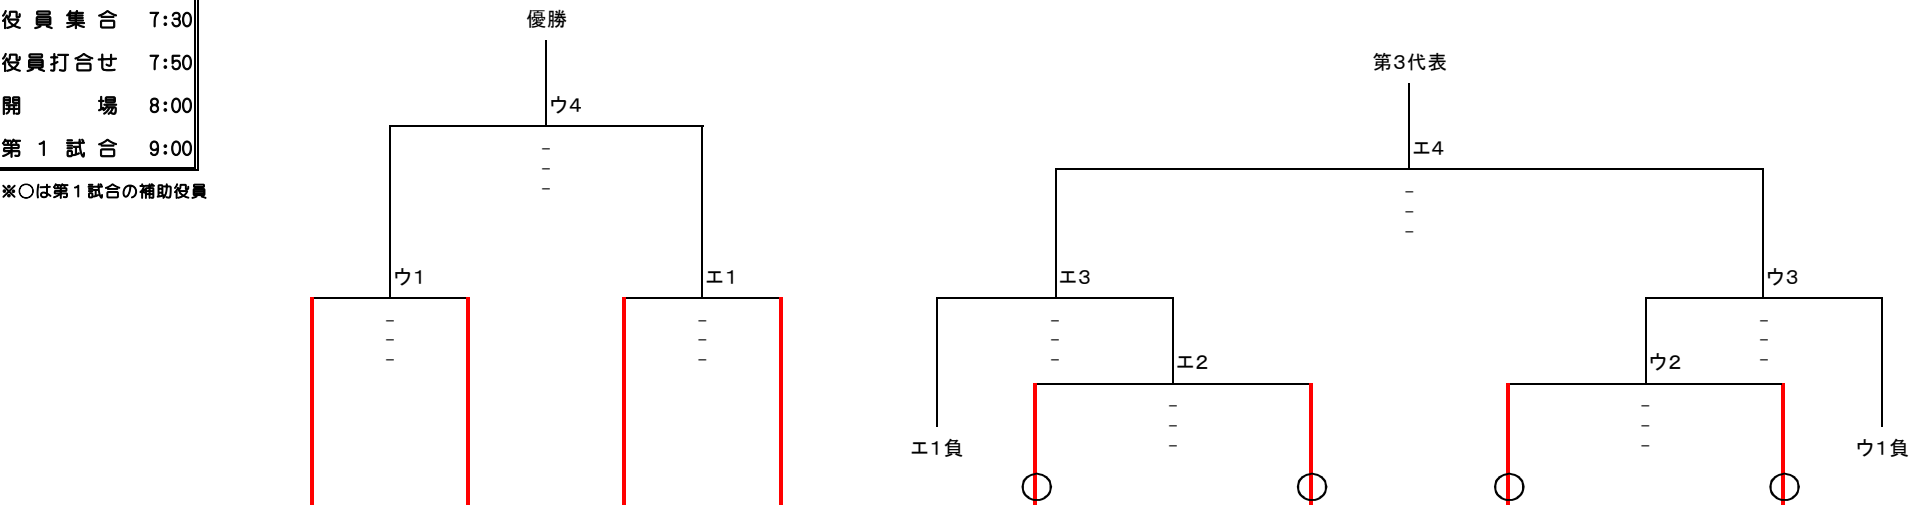 役員集合 7:30
役員打合せ 7:50
開場 8:00
第1試合 9:00
※○は第1試合の補助役員
優勝
ウ4
-
-
-
ウ1
-
-
-
エ1
-
-
-
第3代表
エ4
-
-
-
エ3
-
-
-
ウ3
-
-
-
エ2
-
-
-
ウ2
-
-
-
エ1負
ウ1負